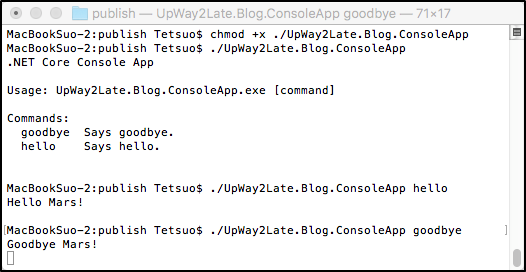 publish — UpWay2Late.Blog.ConsoleApp goodbye — 71×17
MacBookSuo-2:publish Tetsuo$ chmod +x ./UpWay2Late.Blog.ConsoleApp
MacBookSuo-2:publish Tetsuo$ ./UpWay2Late.Blog.ConsoleApp
.NET Core Console App
Usage: UpWay2Late.Blog.ConsoleApp.exe [command]
Commands:
goodbye  Says goodbye.
hello    Says hello.
MacBookSuo-2:publish Tetsuo$ ./UpWay2Late.Blog.ConsoleApp hello
Hello Mars!
[MacBookSuo-2:publish Tetsuo$ ./UpWay2Late.Blog.ConsoleApp goodbye ]
Goodbye Mars!